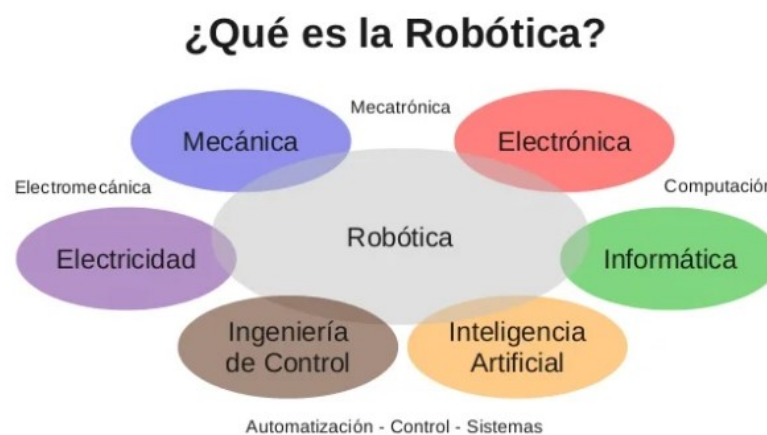 ¿Qué es la Robótica?
Mecatrónica
Mecánica
Electrónica
Electromecánica
Computación
Robótica
Electricidad
Informática
Ingeniería
de Control
Inteligencia
Artificial
Automatización - Control - Sistemas